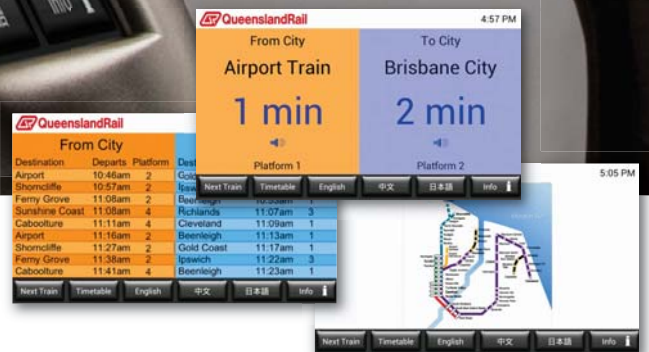 Info
QueenslandRail
4:57 PM
From City
To City
Airport Train
Brisbane City
1 min
2 min
Platform 1
Platform 2
Next Train
Timetable
English
中文
日本語
Info i
QueenslandRail
From City
Destination Departs Platform
Airport 10:46am 2
Shorncliffe 10:57am 2
Ferny Grove 11:08am 2
Sunshine Coast 11:08am 4
Richlands 11:07am 3
Caboolture 11:11am 4
Cleveland 11:09am 1
Airport 11:16am 2
Beenleigh 11:13am 1
Shorncliffe 11:27am 2
Gold Coast 11:17am 1
Ferny Grove 11:38am 2
Ipswich 11:22am 3
Caboolture 11:41am 4
Beenleigh 11:23am 1
Next Train
Timetable
English
中文
日本語
Info i
5:05 PM
Next Train
Timetable
English
中文
日本語
Info i